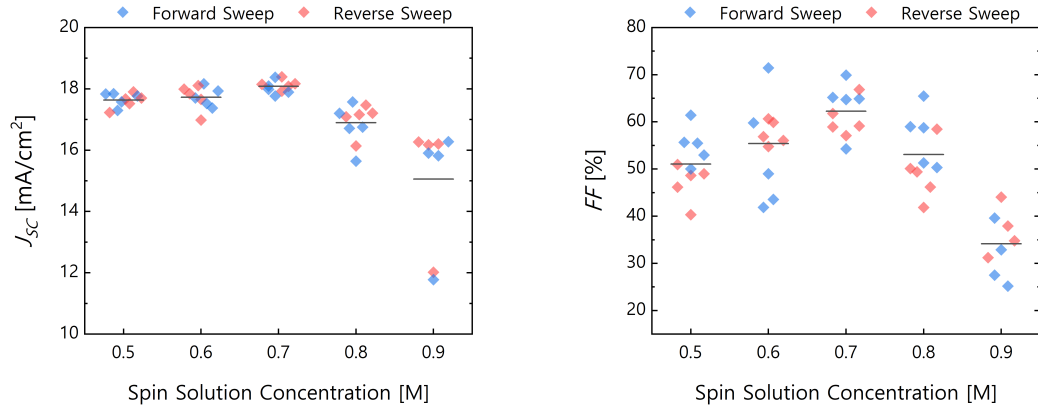 Forward Sweep Reverse Sweep
20
18
16
14
12
10
J_SC [mA/cm²]
0.5 0.6 0.7 0.8 0.9
Spin Solution Concentration [M]
Forward Sweep Reverse Sweep
80
70
60
50
40
30
20
FF [%]
0.5 0.6 0.7 0.8 0.9
Spin Solution Concentration [M]